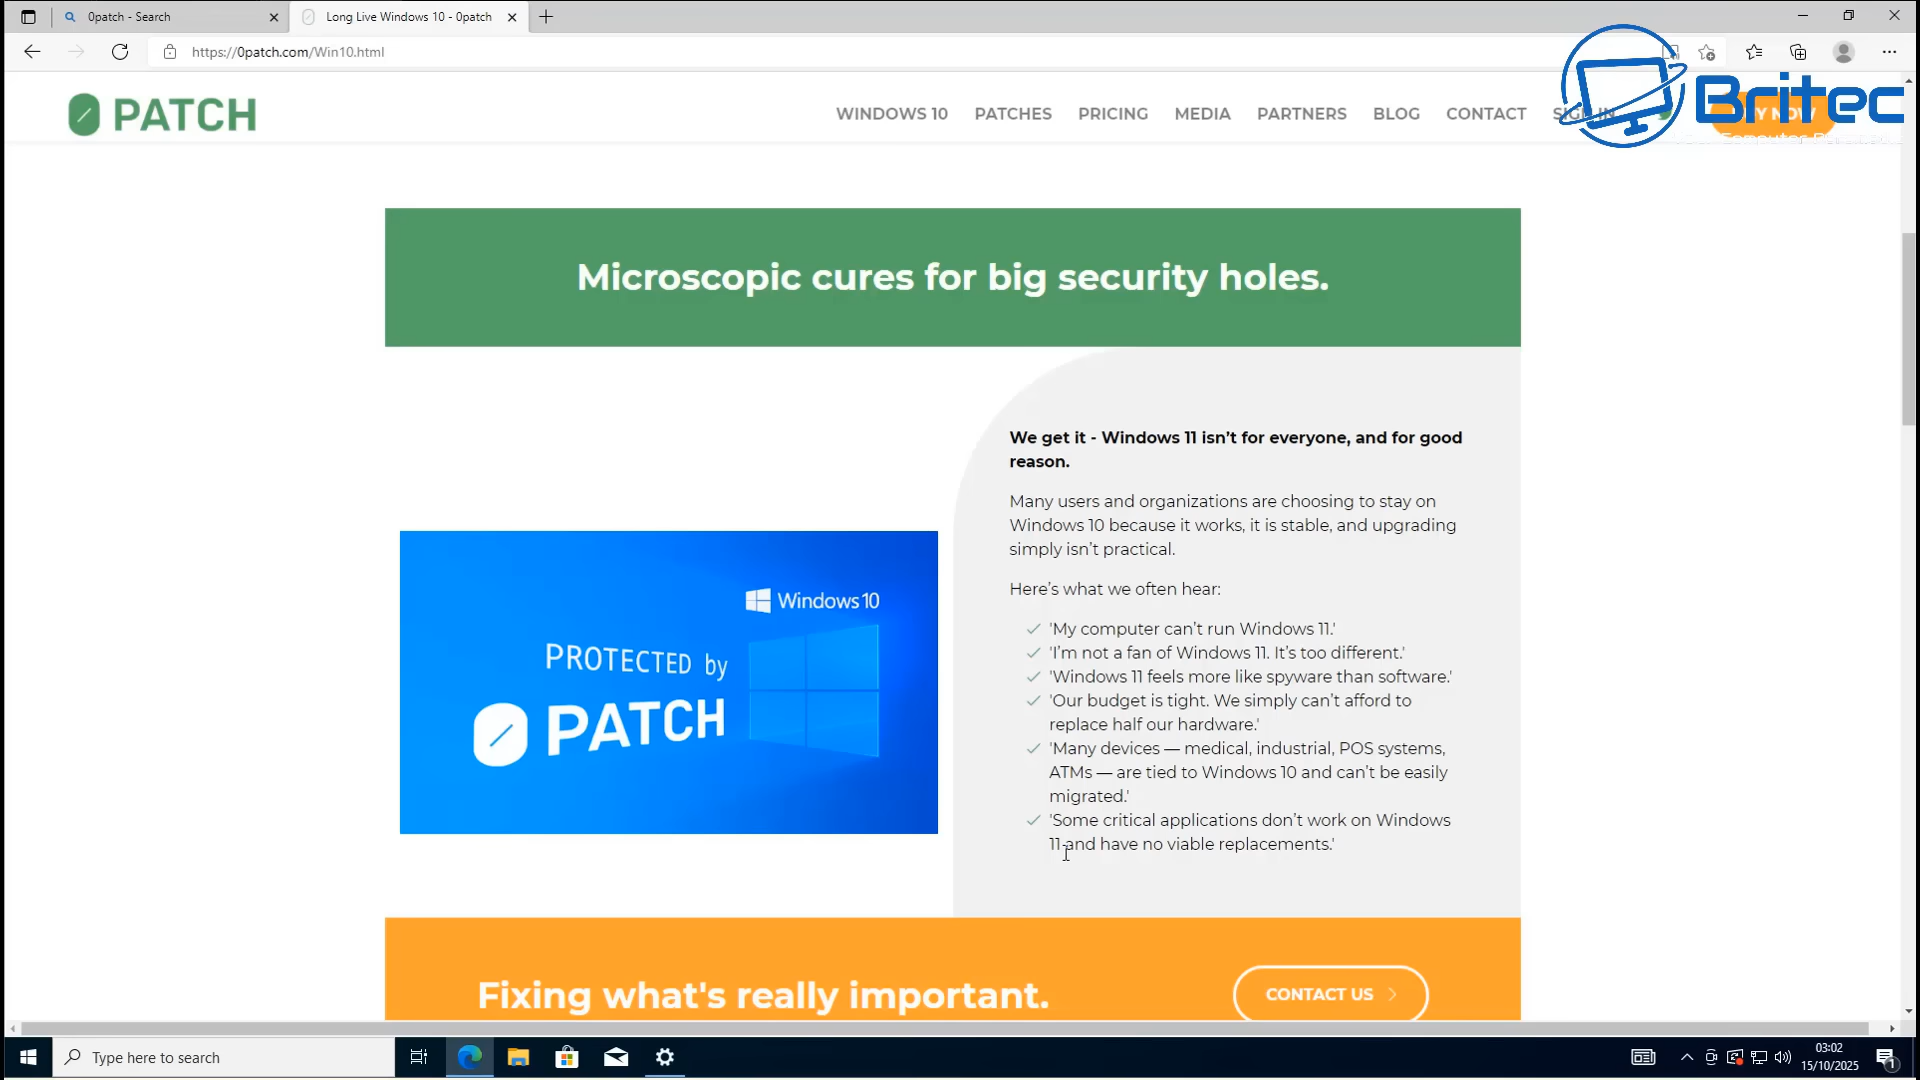 0patch - Search
Long Live Windows 10 - 0patch
https://0patch.com/Win10.html
0PATCH
WINDOWS 10
PATCHES
PRICING
MEDIA
PARTNERS
BLOG
CONTACT
SIGN IN
Britec
Microscopic cures for big security holes.
We get it - Windows 11 isn't for everyone, and for good
reason.
Many users and organizations are choosing to stay on
Windows 10 because it works, it is stable, and upgrading
simply isn't practical.
Here's what we often hear:
'My computer can't run Windows 11.'
'I'm not a fan of Windows 11. It's too different.'
'Windows 11 feels more like spyware than software.'
'Our budget is tight. We simply can't afford to
replace half our hardware.'
'Many devices — medical, industrial, POS systems,
ATMs — are tied to Windows 10 and can't be easily
migrated.'
'Some critical applications don't work on Windows
11 and have no viable replacements.'
Windows 10
PROTECTED by
0PATCH
Fixing what's really important.
CONTACT US
Type here to search
03:02
15/10/2025
1